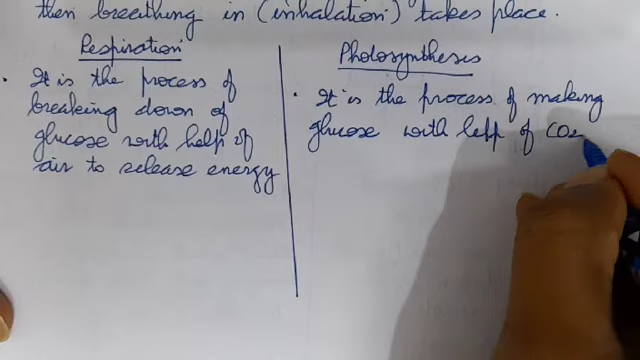 then breathing in (inhalation) takes place.
Respiration
• It is the process of
breaking down of
glucose with help of
air to release energy
Photosynthesis
• It is the process of making
glucose with help of CO2